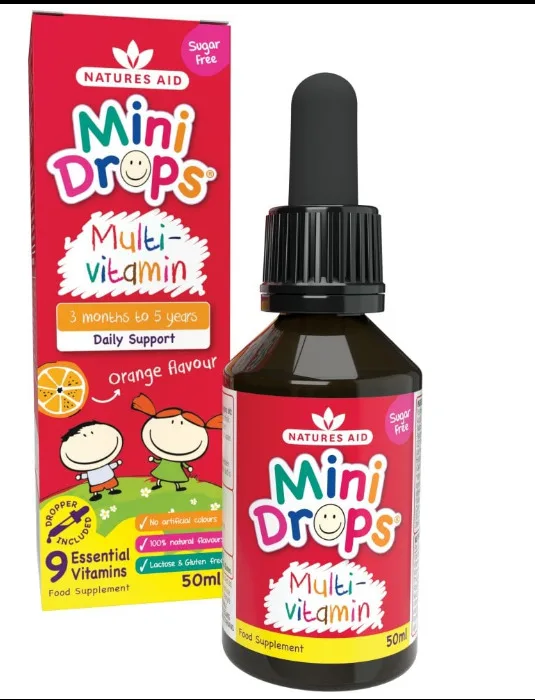 Sugar
Free
NATURES AID
Mini
Drops®
Multi-
vitamin
3 months to 5 years
Daily Support
Orange flavour
DROPPER
INCLUDED
9 Essential
Vitamins
Food Supplement
✓ No artificial colours
✓ 100% natural flavours
✓ Lactose & Gluten free
50ml
Sugar
Free
NATURES AID
Mini
Drops®
Multi-
vitamin
Food Supplement
50ml